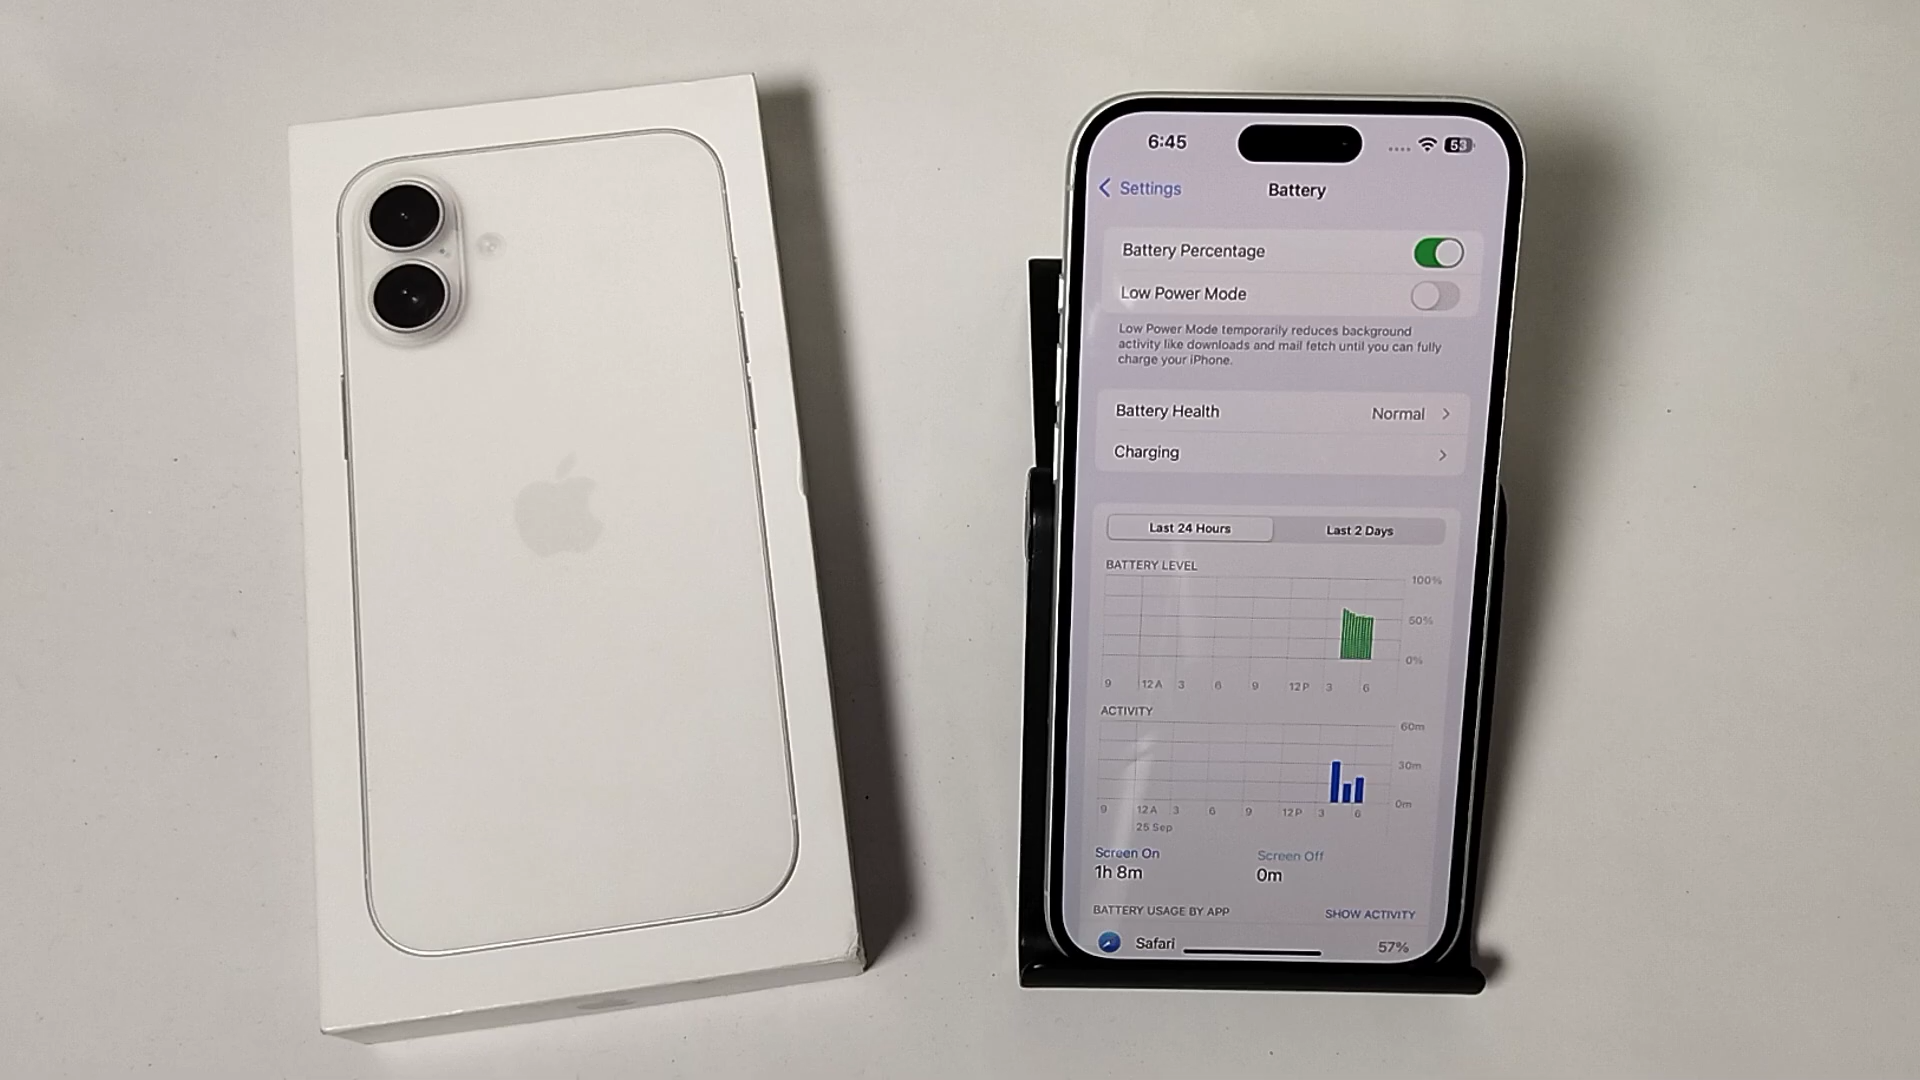 6:45
53
Settings
Battery
Battery Percentage
Low Power Mode
Low Power Mode temporarily reduces background
activity like downloads and mail fetch until you can fully
charge your iPhone.
Battery Health Normal
Charging
Last 24 Hours Last 2 Days
BATTERY LEVEL
100%
50%
0%
9 12 A 3 6 9 12 P 3 6
ACTIVITY
60m
30m
0m
9 12 A 3 6 9 12 P 3 6
25 Sep
Screen On Screen Off
1h 8m 0m
BATTERY USAGE BY APP SHOW ACTIVITY
Safari 57%